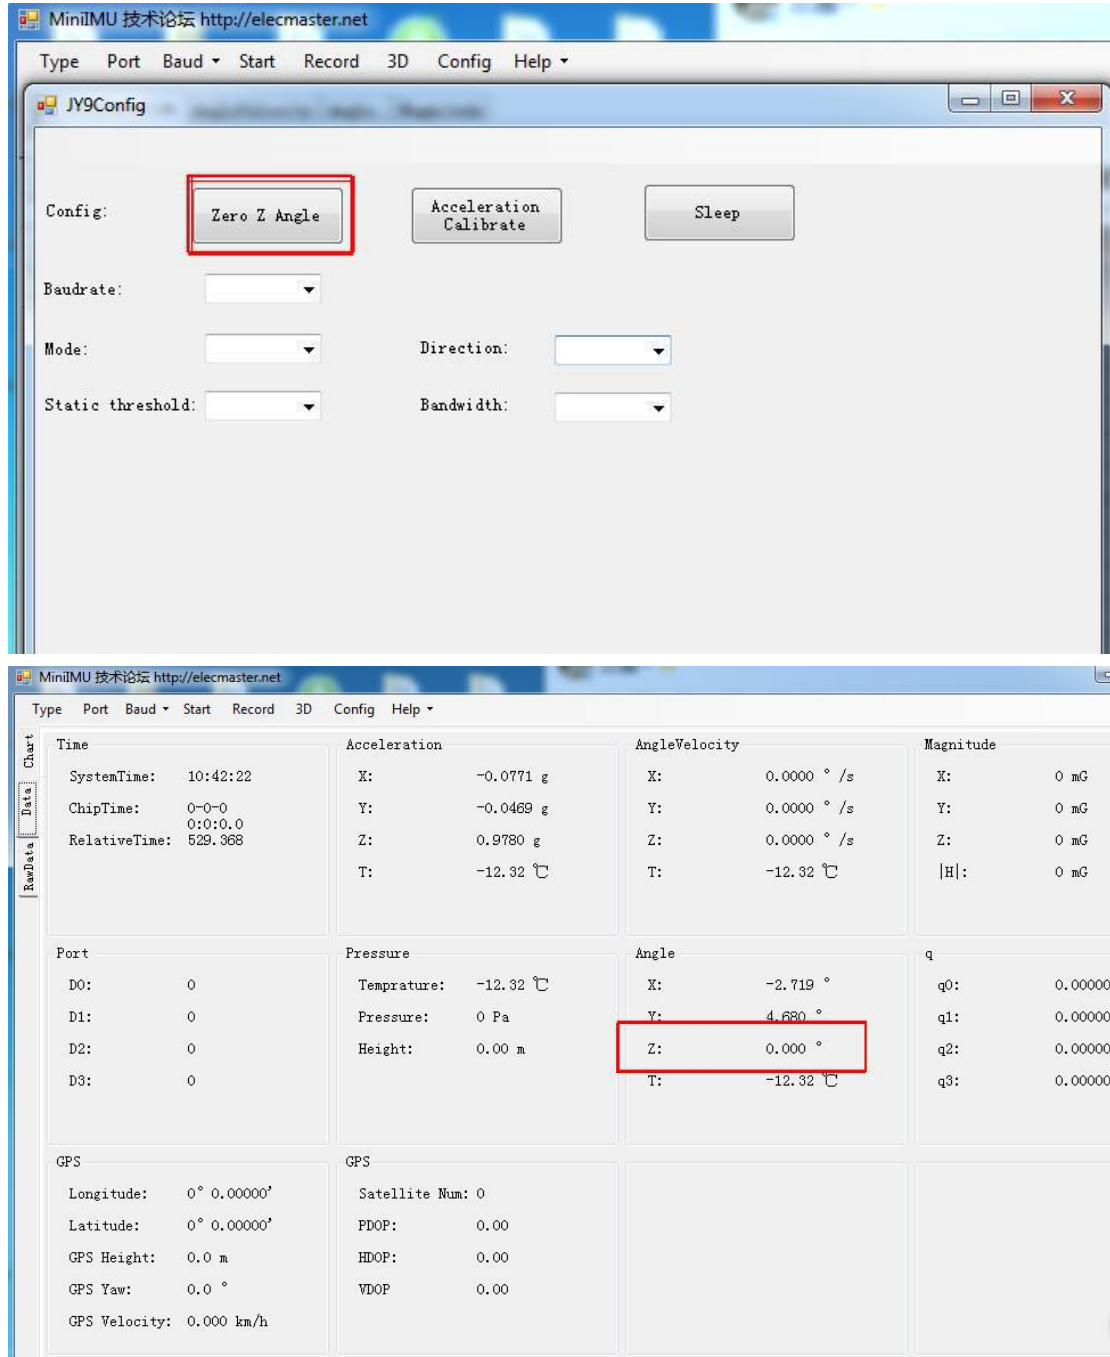 MiniIMU 技术论坛 http://elecmaster.net
Type Port Baud Start Record 3D Config Help
JY9Config
Config: Zero Z Angle Acceleration Calibrate Sleep
Baudrate:
Mode: Direction:
Static threshold: Bandwidth:
MiniIMU 技术论坛 http://elecmaster.net
Type Port Baud Start Record 3D Config Help
Chart
Data
RawData
Time
SystemTime: 10:42:22
ChipTime: 0-0-0
0:0:0.0
RelativeTime: 529.368
Acceleration
X: -0.0771 g
Y: -0.0469 g
Z: 0.9780 g
T: -12.32 ℃
AngleVelocity
X: 0.0000 ° /s
Y: 0.0000 ° /s
Z: 0.0000 ° /s
T: -12.32 ℃
Magnitude
X: 0 mG
Y: 0 mG
Z: 0 mG
|H|: 0 mG
Port
D0: 0
D1: 0
D2: 0
D3: 0
Pressure
Temprature: -12.32 ℃
Pressure: 0 Pa
Height: 0.00 m
Angle
X: -2.719 °
Y: 4.680 °
Z: 0.000 °
T: -12.32 ℃
q
q0: 0.00000
q1: 0.00000
q2: 0.00000
q3: 0.00000
GPS
Longitude: 0° 0.00000'
Latitude: 0° 0.00000'
GPS Height: 0.0 m
GPS Yaw: 0.0 °
GPS Velocity: 0.000 km/h
GPS
Satellite Num: 0
PDOP: 0.00
HDOP: 0.00
VDOP 0.00